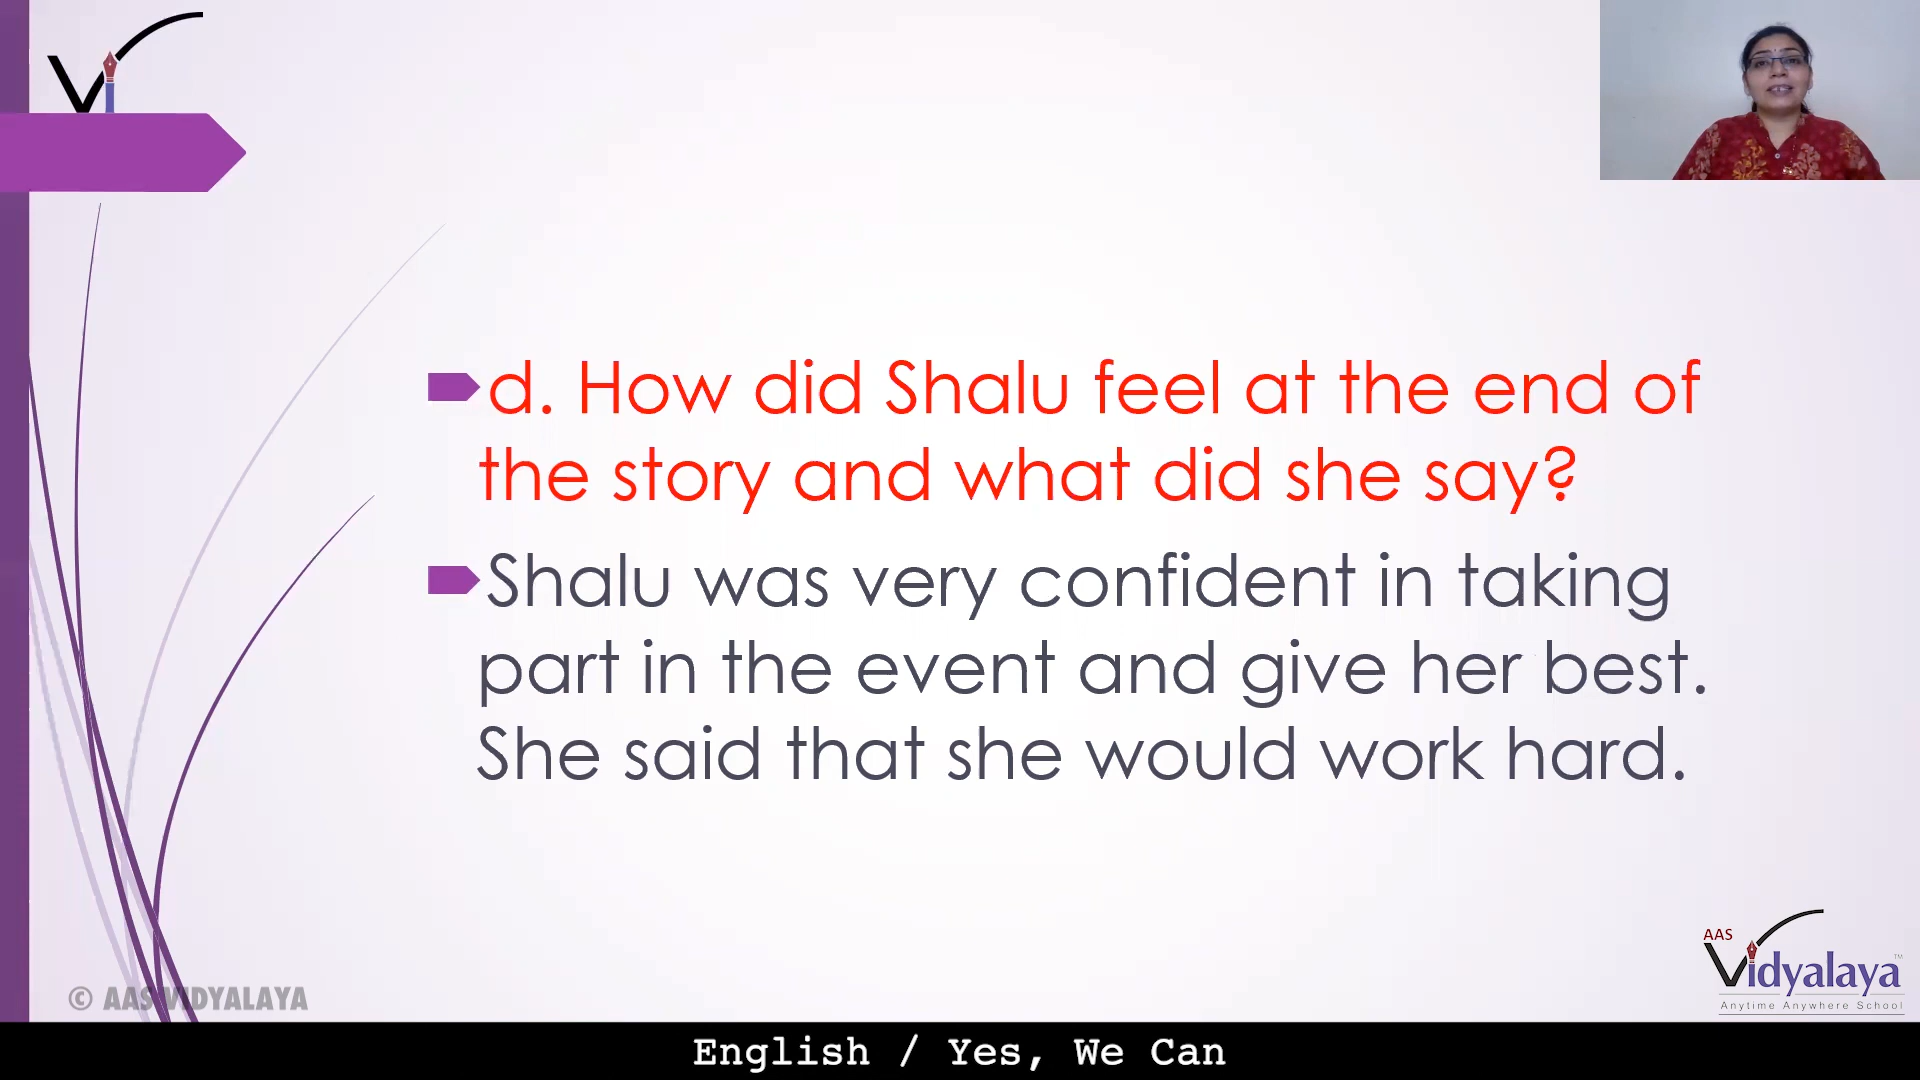 Vi
d. How did Shalu feel at the end of
the story and what did she say?
Shalu was very confident in taking
part in the event and give her best.
She said that she would work hard.
© AAS VIDYALAYA
AAS
Vidyalaya™
Anytime Anywhere School
English / Yes, We Can